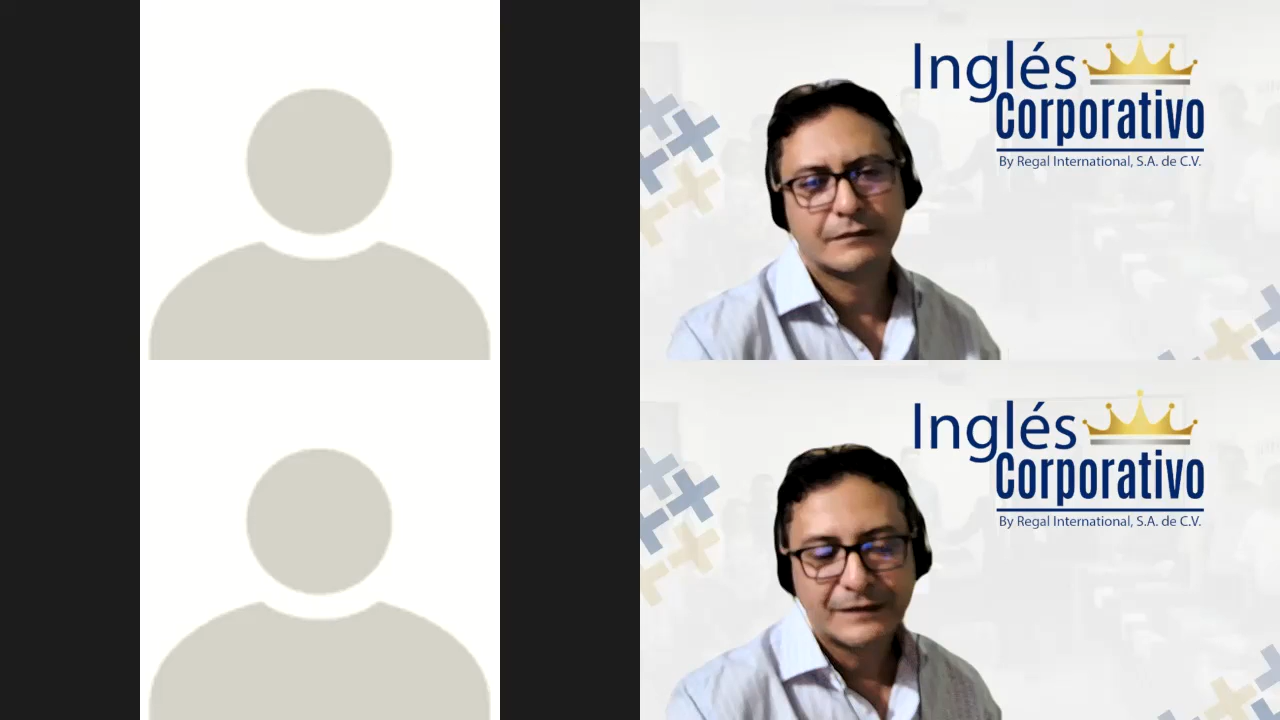 Inglés
Corporativo
By Regal International, S.A. de C.V.
Inglés
Corporativo
By Regal International, S.A. de C.V.